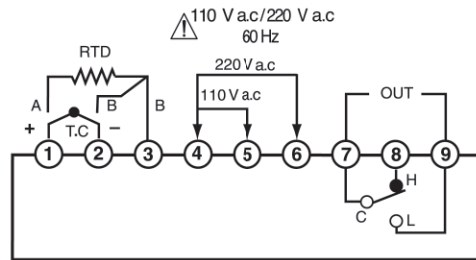 110 V a.c/220 V a.c
60 Hz
RTD
220 V a.c
A B B 110 V a.c OUT
+ T.C −
1 2 3 4 5 6 7 8 9
H
C
L